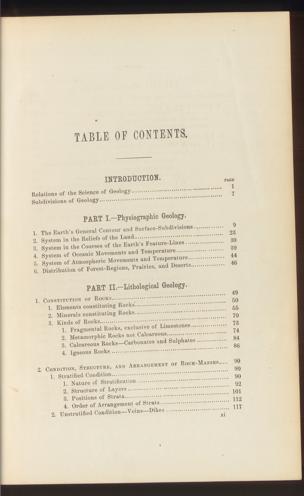 TABLE OF CONTENTS.
INTRODUCTION.
PAGE
Relations of the Science of Geology 1
Subdivisions of Geology 7
PART I.—Physiographic Geology.
1. The Earth's General Contour and Surface-Subdivisions 9
2. System in the Reliefs of the Land 23
3. System in the Courses of the Earth's Feature-Lines
4. System of Oceanic Movements and Temperature 39
5. System of Atmospheric Movements and Temperature 44
6. Distribution of Forest-Regions, Prairies, and Deserts 46
PART II.—Lithological Geology.
1. CONSTITUTION OF ROCKS 49
1. Elements constituting Rocks 50
2. Minerals constituting Rocks 55
3. Kinds of Rocks 70
1. Fragmental Rocks, exclusive of Limestones 73
2. Metamorphic Rocks not Calcareous 74
3. Calcareous Rocks—Carbonates and Sulphates 84
4. Igneous Rocks 86
2. CONDITION, STRUCTURE, AND ARRANGEMENT OF ROCK-MASSES 90
1. Stratified Condition 90
1. Nature of Stratification 90
2. Structure of Layers 92
3. Positions of Strata 101
4. Order of Arrangement of Strata 112
2. Unstratified Condition—Veins—Dikes 117
xi